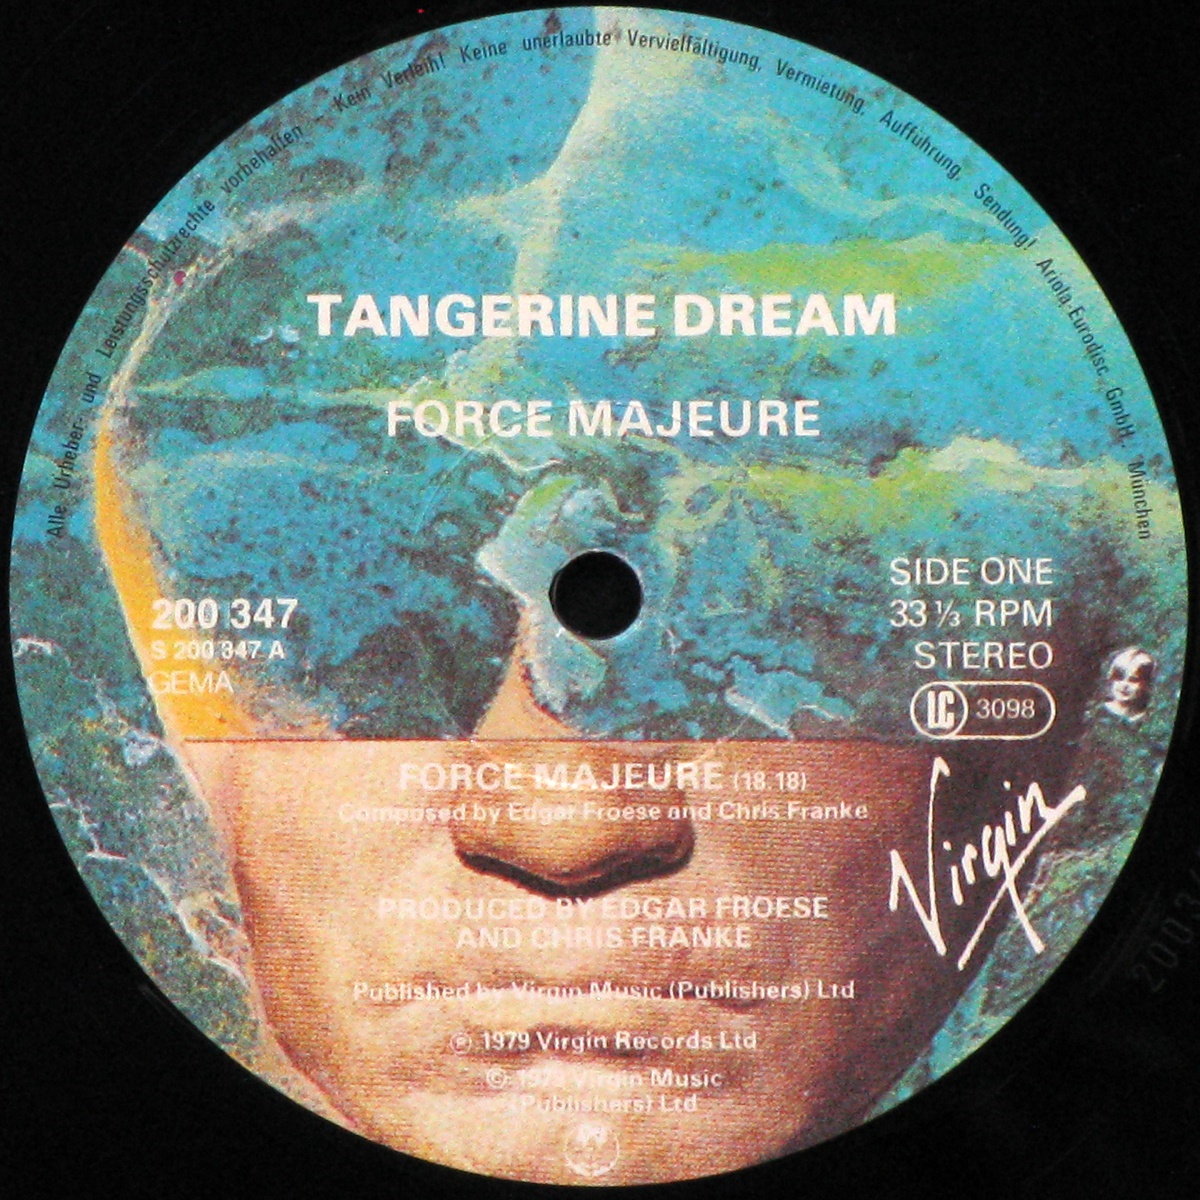 Alle Urheber- und Leistungsschutzrechte vorbehalten - Kein Verleih! Keine unerlaubte Vervielfältigung, Vermietung, Aufführung, Sendung! Ariola-Eurodisc GmbH, München
TANGERINE DREAM
FORCE MAJEURE
200 347
S 200 347 A
GEMA
SIDE ONE
33⅓ RPM
STEREO
LC 3098
Virgin
FORCE MAJEURE (18.18)
Composed by Edgar Froese and Chris Franke
PRODUCED BY EDGAR FROESE
AND CHRIS FRANKE
Published by Virgin Music (Publishers) Ltd
℗ 1979 Virgin Records Ltd
© 1979 Virgin Music
(Publishers) Ltd